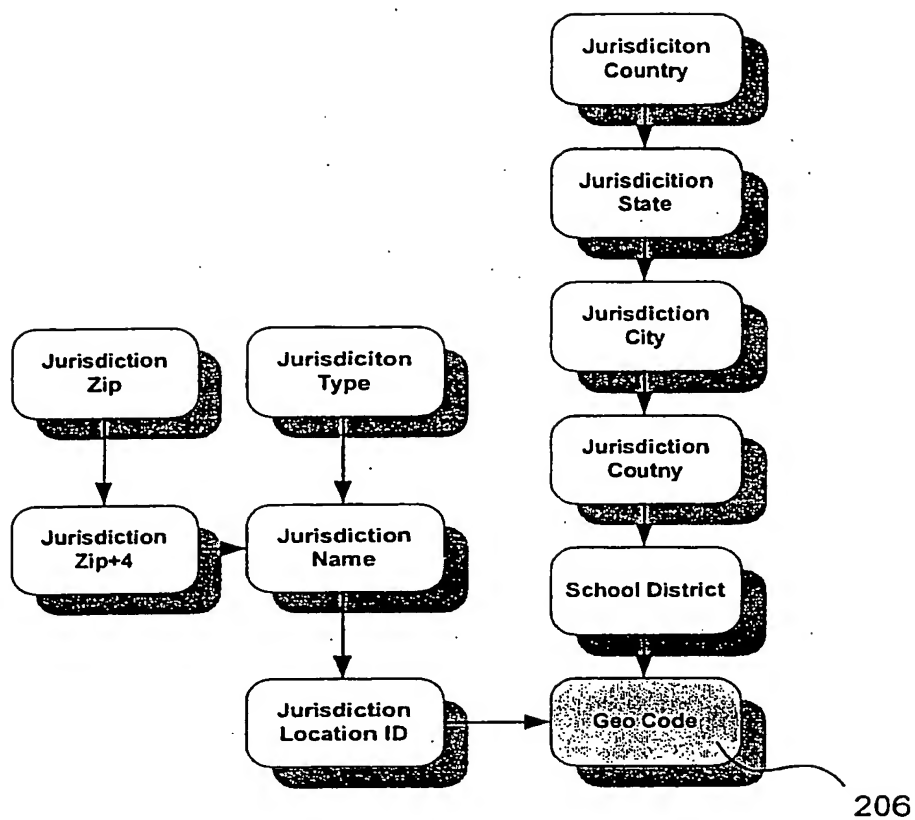 Jurisdiciton
Country
Jurisdicition
State
Jurisdiction
City
Jurisdiction
Zip
Jurisdiciton
Type
Jurisdiction
Coutny
Jurisdiction
Zip+4
Jurisdiction
Name
School District
Jurisdiction
Location ID
Geo Code
206